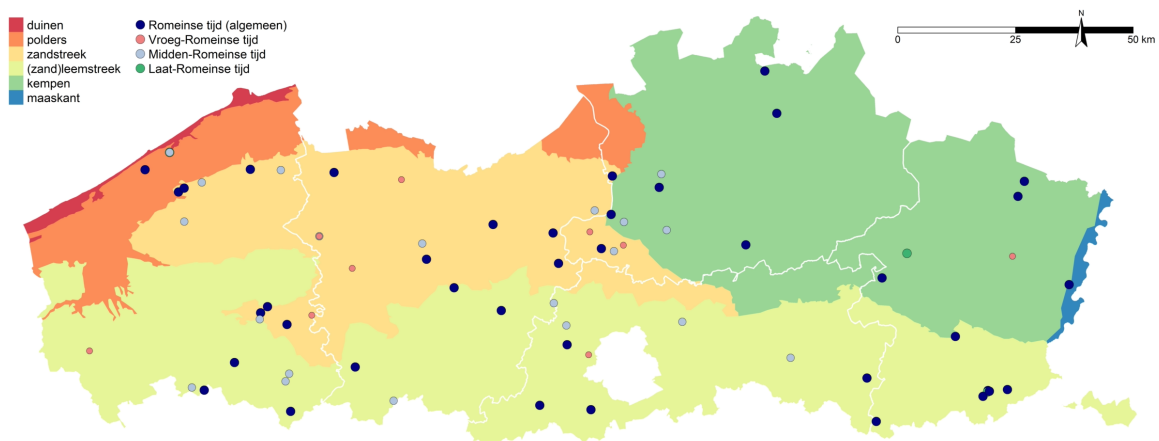 duinen
polders
zandstreek
(zand)leemstreek
kempen
maaskant
Romeinse tijd (algemeen)
Vroeg-Romeinse tijd
Midden-Romeinse tijd
Laat-Romeinse tijd
N
0 25 50 km